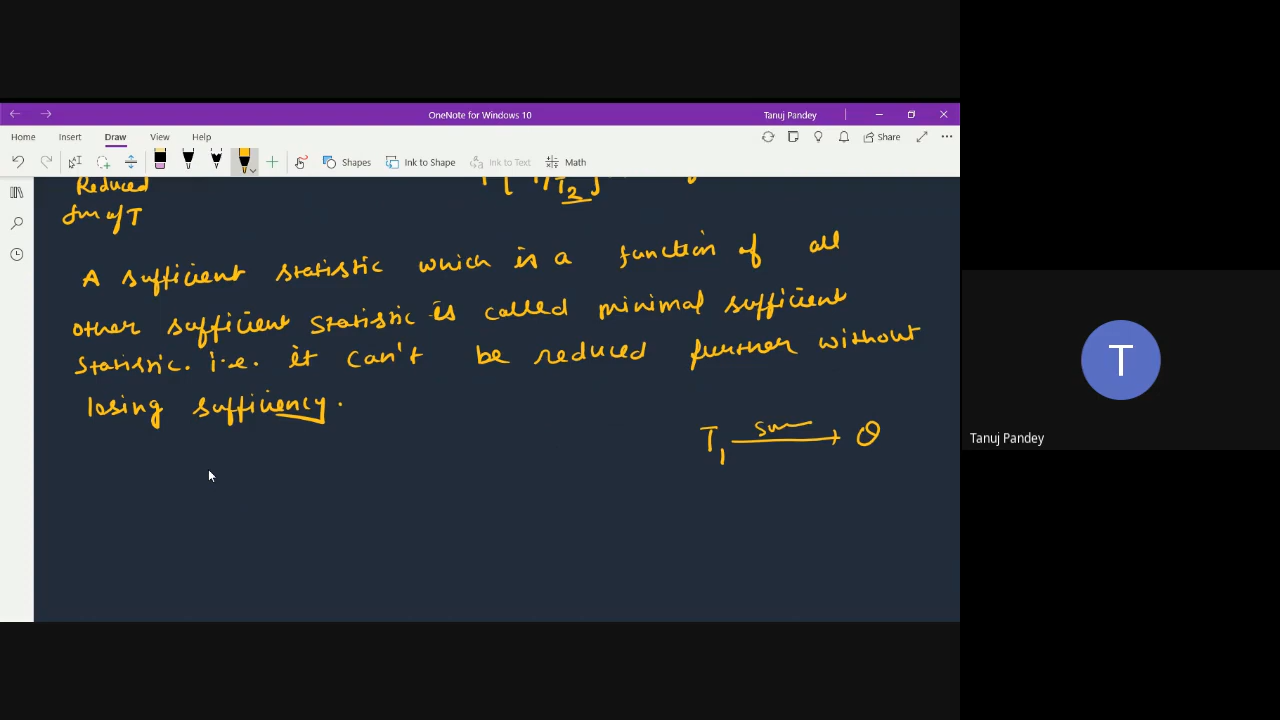 OneNote for Windows 10
Tanuj Pandey
Home Insert Draw View Help
Share
Shapes Ink to Shape Ink to Text Math
Reduced
T2
of T
A sufficient statistic which is a function of all
other sufficient statistic is called minimal sufficient
statistic. i.e. it can't be reduced further without
losing sufficiency.
T1 θ
T
Tanuj Pandey